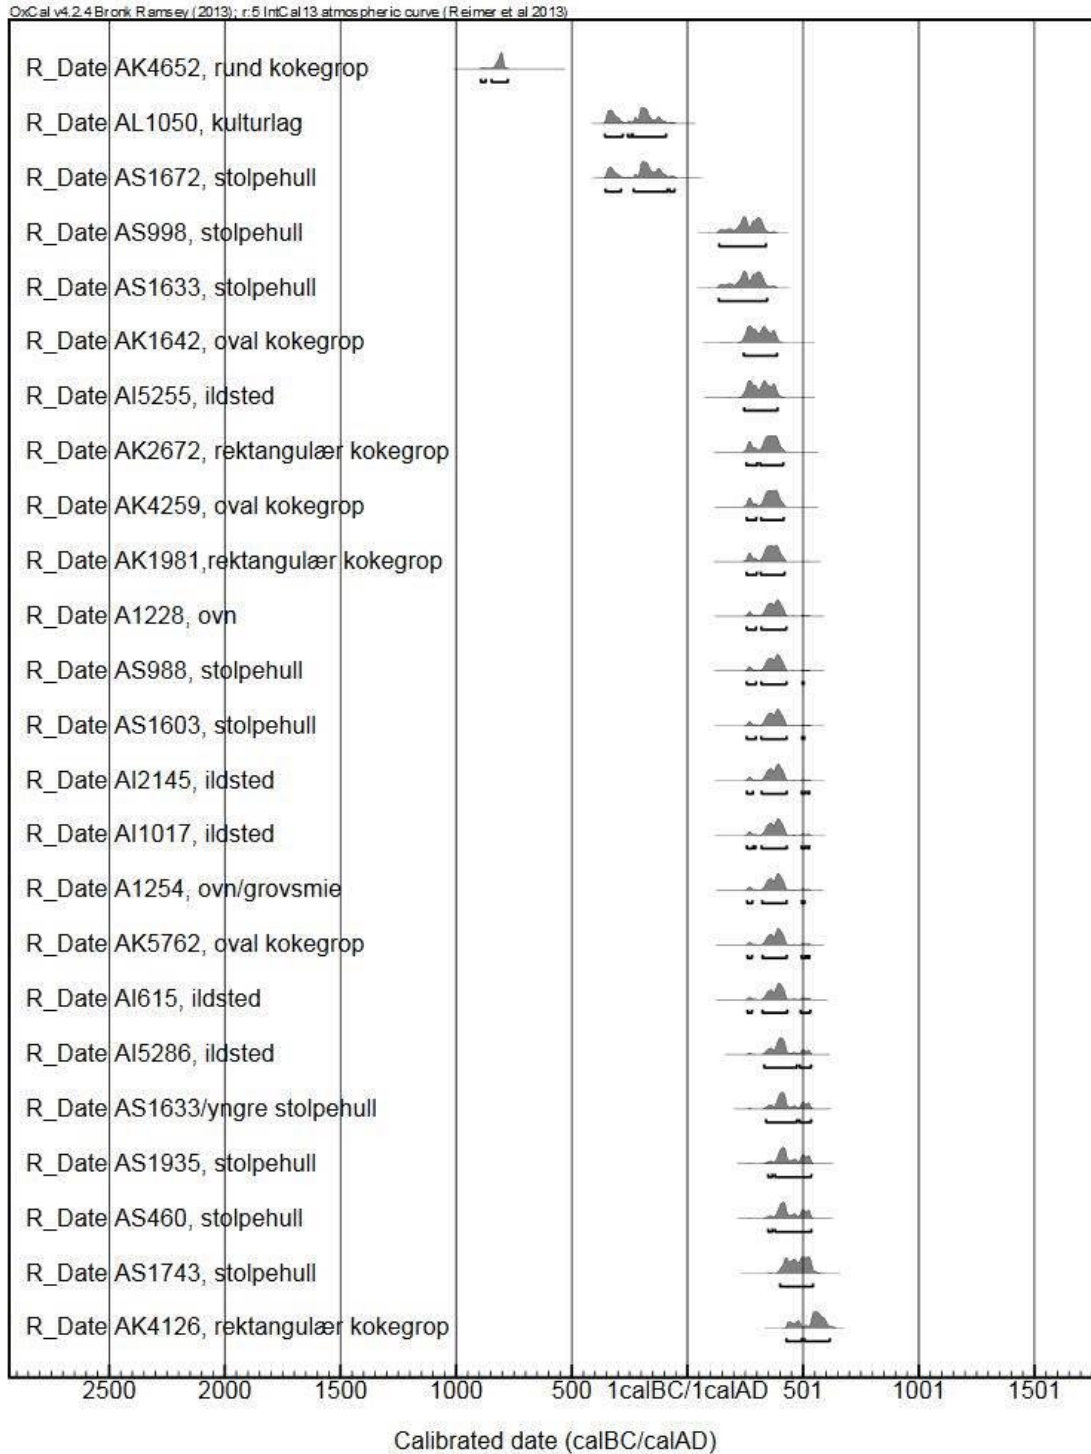 OxCal v4.2.4 Bronk Ramsey (2013); r:5 IntCal13 atmospheric curve (Reimer et al 2013)
R_Date AK4652, rund kokegrop
R_Date AL1050, kulturlag
R_Date AS1672, stolpehull
R_Date AS998, stolpehull
R_Date AS1633, stolpehull
R_Date AK1642, oval kokegrop
R_Date AI5255, ildsted
R_Date AK2672, rektangulær kokegrop
R_Date AK4259, oval kokegrop
R_Date AK1981,rektangulær kokegrop
R_Date A1228, ovn
R_Date AS988, stolpehull
R_Date AS1603, stolpehull
R_Date AI2145, ildsted
R_Date AI1017, ildsted
R_Date A1254, ovn/grovsmie
R_Date AK5762, oval kokegrop
R_Date AI615, ildsted
R_Date AI5286, ildsted
R_Date AS1633/yngre stolpehull
R_Date AS1935, stolpehull
R_Date AS460, stolpehull
R_Date AS1743, stolpehull
R_Date AK4126, rektangulær kokegrop
2500 2000 1500 1000 500 1calBC/1calAD 501 1001 1501
Calibrated date (calBC/calAD)